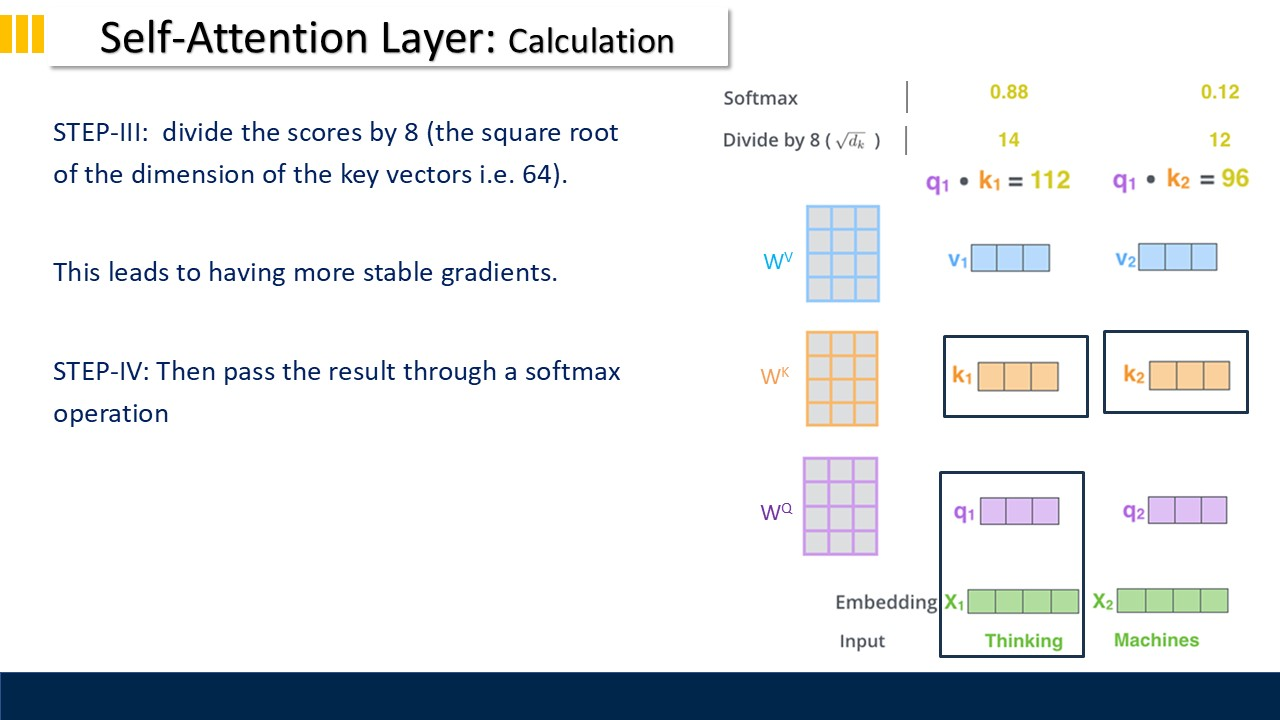 Self-Attention Layer: Calculation
STEP-III: divide the scores by 8 (the square root
of the dimension of the key vectors i.e. 64).
This leads to having more stable gradients.
STEP-IV: Then pass the result through a softmax
operation
Softmax 0.88 0.12
Divide by 8 ( √dₖ ) 14 12
q₁ • k₁ = 112 q₁ • k₂ = 96
Wⱽ v₁ v₂
Wᴷ k₁ k₂
W^Q q₁ q₂
Embedding X₁ X₂
Input Thinking Machines